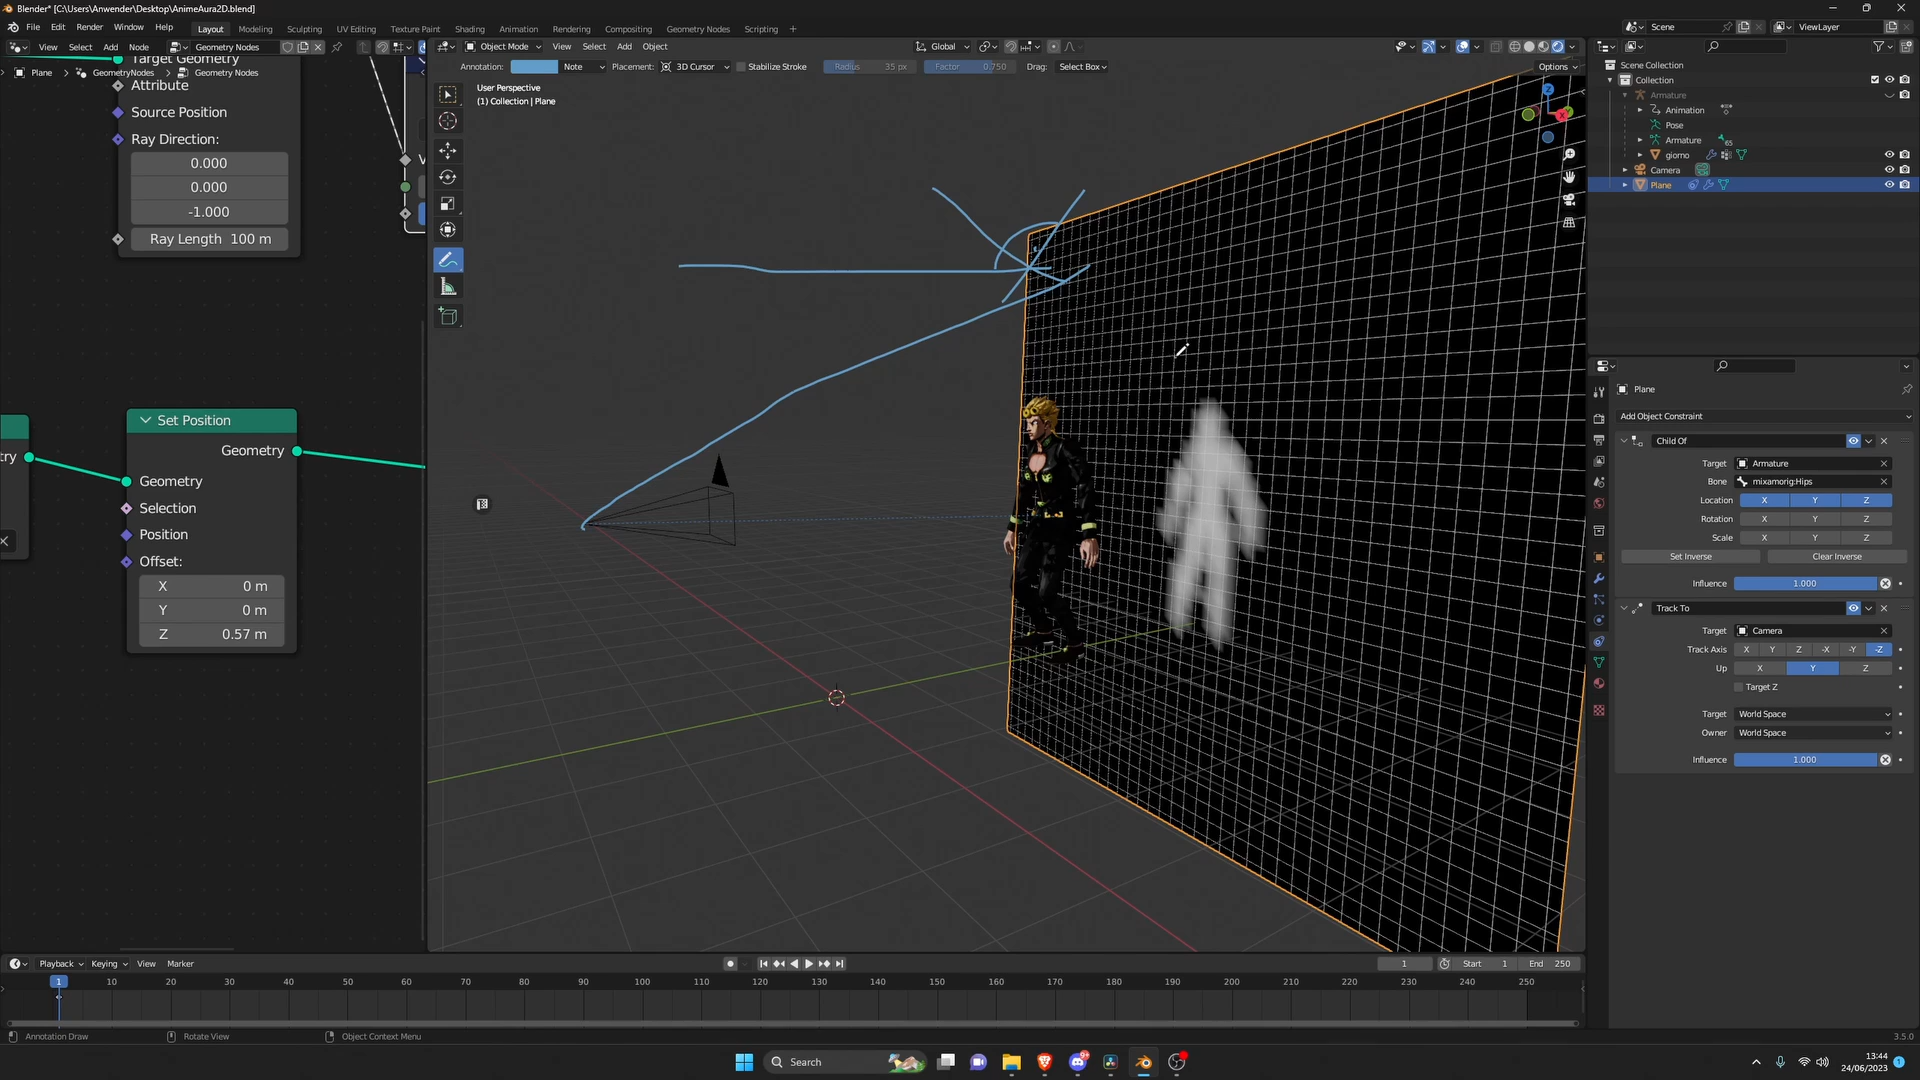 Blender* [C:\Users\Anwender\Desktop\AnimeAura2D.blend]
File Edit Render Window Help
Layout Modeling Sculpting UV Editing Texture Paint Shading Animation Rendering Compositing Geometry Nodes Scripting +
Scene ViewLayer
View Select Add Node Geometry Nodes
Object Mode View Select Add Object Global
Annotation: Note Placement: 3D Cursor Stabilize Stroke Radius 35 px Factor 0.750 Drag: Select Box Options
Plane GeometryNodes Geometry Nodes
Target Geometry
Attribute
Source Position
Ray Direction:
0.000
0.000
-1.000
Ray Length 100 m
Set Position
Geometry
Geometry
Selection
Position
Offset:
X 0 m
Y 0 m
Z 0.57 m
User Perspective
(1) Collection | Plane
Z
X
Scene Collection
Collection
Armature
Animation
Pose
Armature 65
giorno
Camera
Plane
Plane
Add Object Constraint
Child Of
Target Armature
Bone mixamorig:Hips
Location X Y Z
Rotation X Y Z
Scale X Y Z
Set Inverse Clear Inverse
Influence 1.000
Track To
Target Camera
Track Axis X Y Z -X -Y -Z
Up X Y Z
Target Z
Target World Space
Owner World Space
Influence 1.000
Playback Keying View Marker
1 Start 1 End 250
1 10 20 30 40 50 60 70 80 90 100 110 120 130 140 150 160 170 180 190 200 210 220 230 240 250
Annotation Draw Rotate View Object Context Menu
3.5.0
Search
13:44
24/06/2023